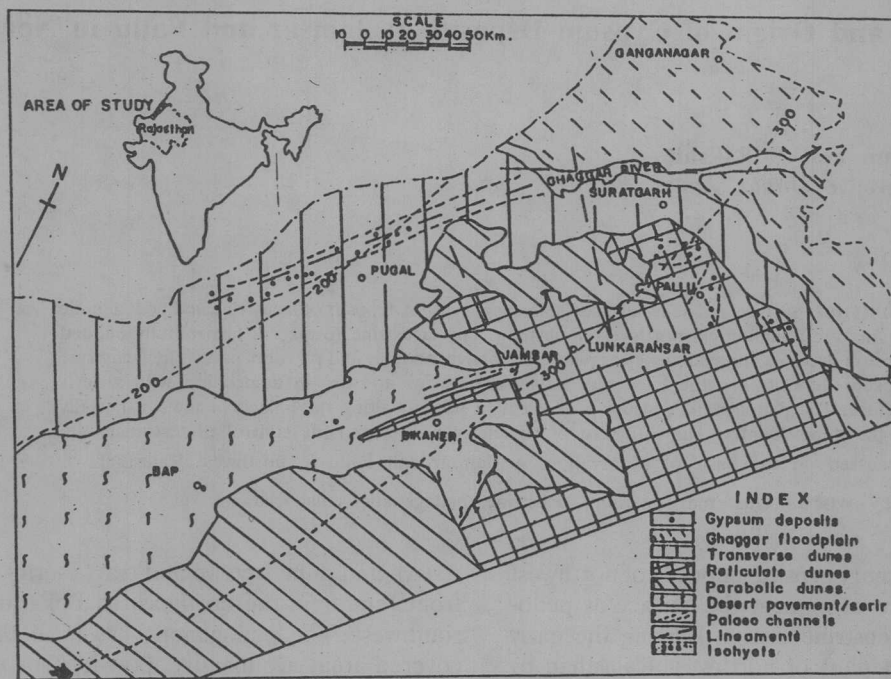 and
SCALE
10 0 10 20 30 40 50Km.
GANGANAGAR
AREA OF STUDY
Rajasthan
N
300
GHAGGAR RIVER
SURATGARH
PUGAL
200
PALLU
LUNKARANSAR
JAMSAR
300
200
BIKANER
BAP
INDEX
Gypsum deposits
Ghaggar floodplain
Transverse dunes
Reticulate dunes
Parabolic dunes
Desert pavement/serir
Palaeo channels
Lineaments
Isohyets